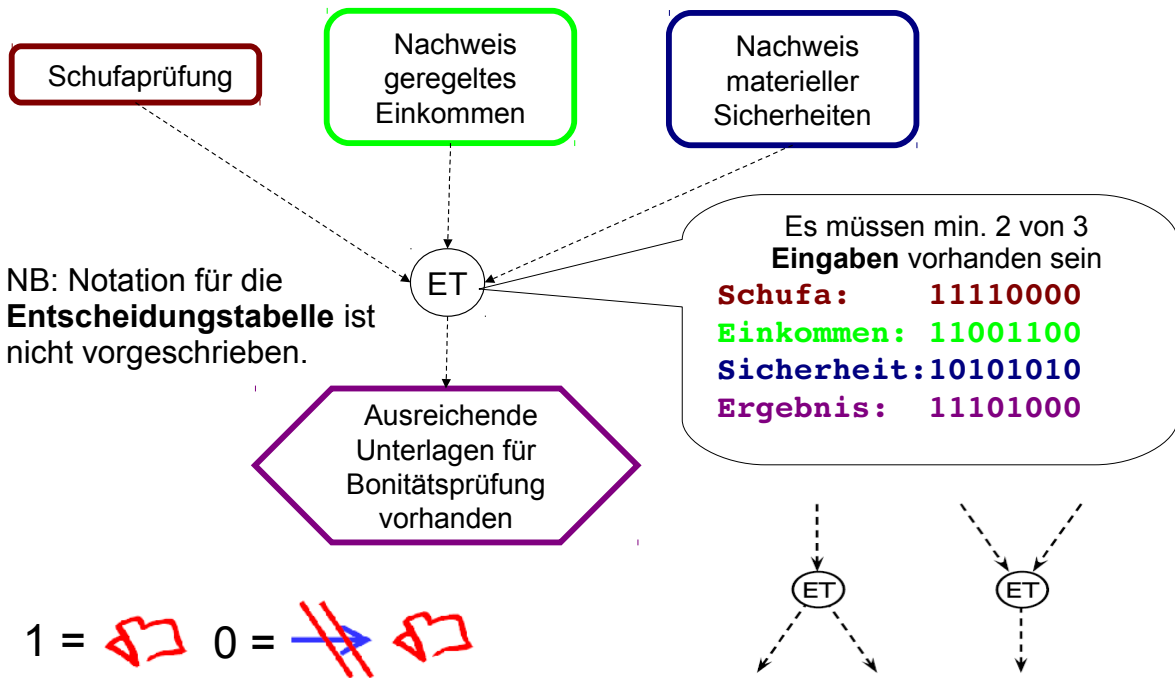 Schufaprüfung
Nachweis
geregeltes
Einkommen
Nachweis
materieller
Sicherheiten
ET
NB: Notation für die
Entscheidungstabelle ist
nicht vorgeschrieben.
Es müssen min. 2 von 3
Eingaben vorhanden sein
Schufa: 11110000
Einkommen: 11001100
Sicherheit:10101010
Ergebnis: 11101000
Ausreichende
Unterlagen für
Bonitätsprüfung
vorhanden
ET
ET
1 =
0 =